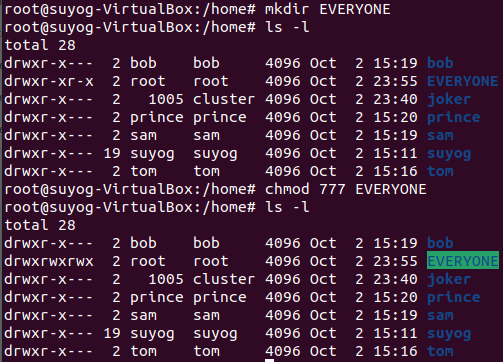 root@suyog-VirtualBox:/home# mkdir EVERYONE
root@suyog-VirtualBox:/home# ls -l
total 28
drwxr-x---  2 bob    bob     4096 Oct  2 15:19 bob
drwxr-xr-x  2 root   root    4096 Oct  2 23:55 EVERYONE
drwxr-x---  2   1005 cluster 4096 Oct  2 23:40 joker
drwxr-x---  2 prince prince  4096 Oct  2 15:20 prince
drwxr-x---  2 sam    sam     4096 Oct  2 15:19 sam
drwxr-x--- 19 suyog  suyog   4096 Oct  2 15:11 suyog
drwxr-x---  2 tom    tom     4096 Oct  2 15:16 tom
root@suyog-VirtualBox:/home# chmod 777 EVERYONE
root@suyog-VirtualBox:/home# ls -l
total 28
drwxr-x---  2 bob    bob     4096 Oct  2 15:19 bob
drwxrwxrwx  2 root   root    4096 Oct  2 23:55 EVERYONE
drwxr-x---  2   1005 cluster 4096 Oct  2 23:40 joker
drwxr-x---  2 prince prince  4096 Oct  2 15:20 prince
drwxr-x---  2 sam    sam     4096 Oct  2 15:19 sam
drwxr-x--- 19 suyog  suyog   4096 Oct  2 15:11 suyog
drwxr-x---  2 tom    tom     4096 Oct  2 15:16 tom